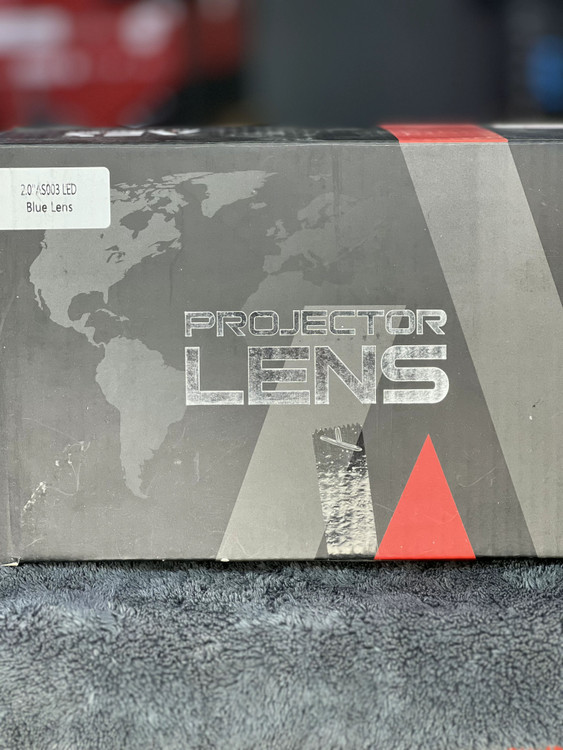 2.0" AS003 LED
Blue Lens
PROJECTOR
LENS